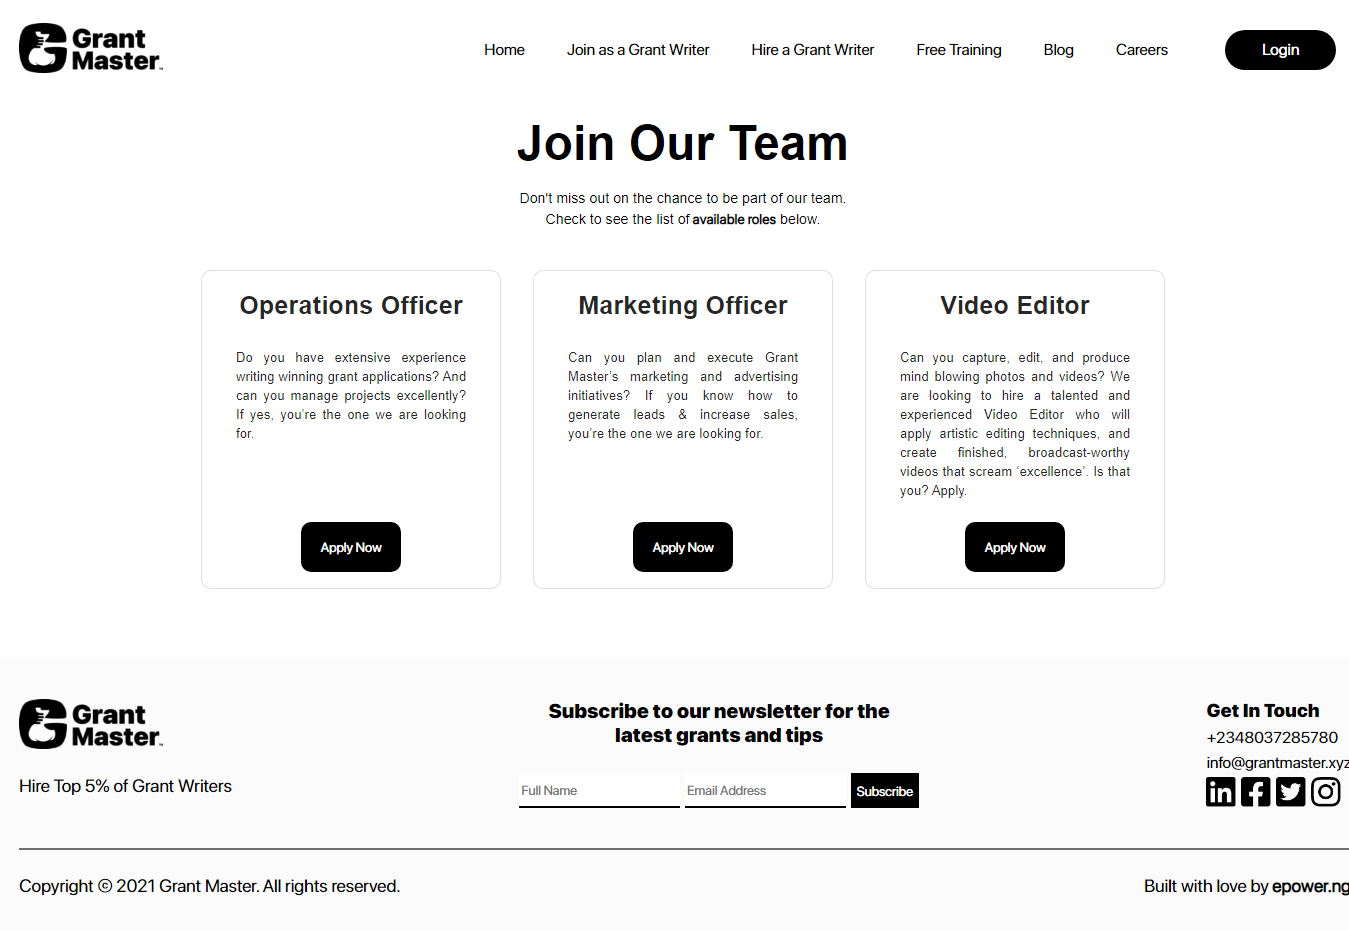 Grant
Master™
Home
Join as a Grant Writer
Hire a Grant Writer
Free Training
Blog
Careers
Login
Join Our Team
Don't miss out on the chance to be part of our team.
Check to see the list of available roles below.
Operations Officer
Do you have extensive experience
writing winning grant applications? And
can you manage projects excellently?
If yes, you’re the one we are looking
for.
Apply Now
Marketing Officer
Can you plan and execute Grant
Master’s marketing and advertising
initiatives? If you know how to
generate leads & increase sales,
you’re the one we are looking for.
Apply Now
Video Editor
Can you capture, edit, and produce
mind blowing photos and videos? We
are looking to hire a talented and
experienced Video Editor who will
apply artistic editing techniques, and
create finished, broadcast-worthy
videos that scream ‘excellence’. Is that
you? Apply.
Apply Now
Grant
Master™
Hire Top 5% of Grant Writers
Subscribe to our newsletter for the
latest grants and tips
Full Name
Email Address
Subscribe
Get In Touch
+2348037285780
info@grantmaster.xyz
Copyright © 2021 Grant Master. All rights reserved.
Built with love by epower.ng